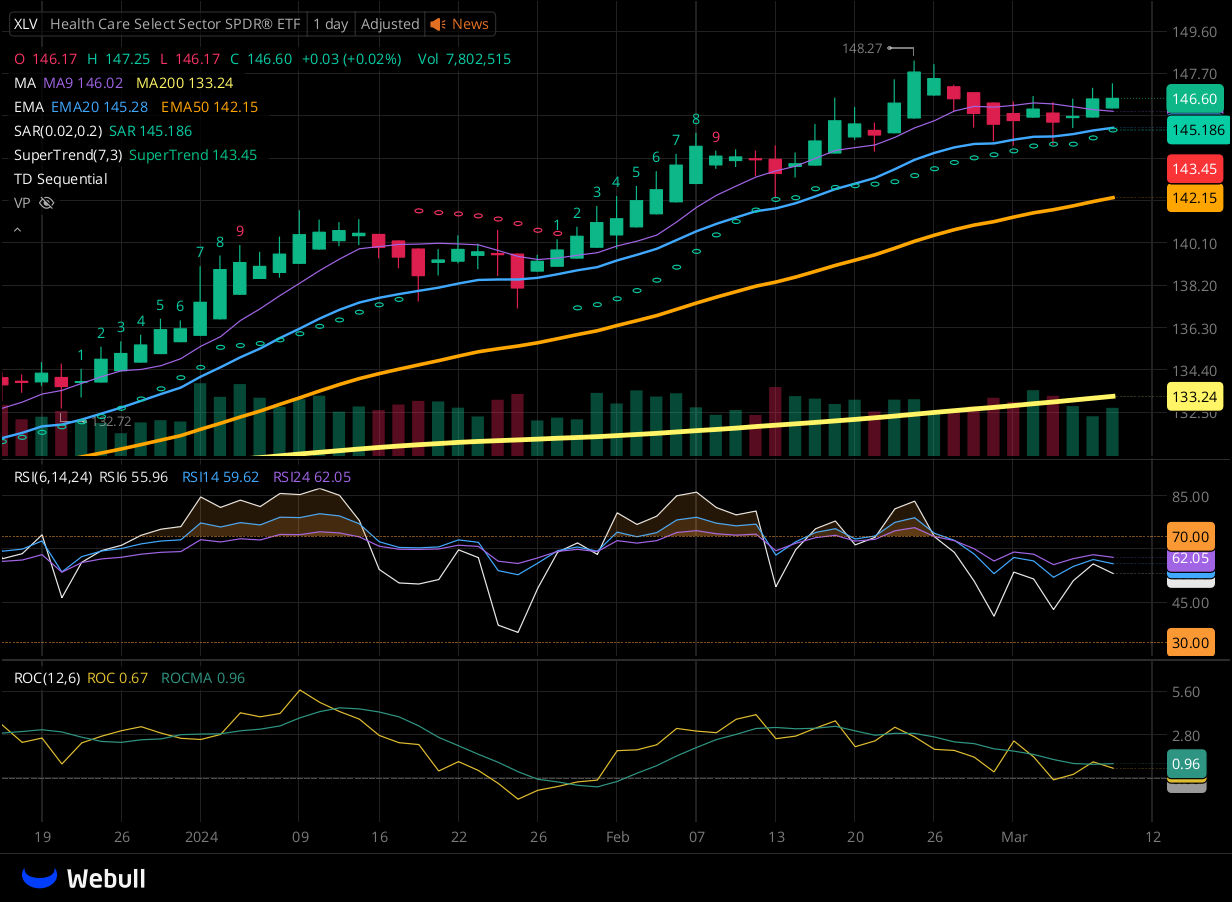 XLV Health Care Select Sector SPDR® ETF 1 day Adjusted News
O 146.17 H 147.25 L 146.17 C 146.60 +0.03 (+0.02%) Vol 7,802,515
MA MA9 146.02 MA200 133.24
EMA EMA20 145.28 EMA50 142.15
SAR(0.02,0.2) SAR 145.186
SuperTrend(7,3) SuperTrend 143.45
TD Sequential
VP
148.27
132.72
1 2 3 4 5 6 7 8 9
1 2 3 4 5 6 7 8 9
149.60
147.70
146.60
145.186
143.45
142.15
140.10
138.20
136.30
134.40
133.24
132.50
RSI(6,14,24) RSI6 55.96 RSI14 59.62 RSI24 62.05
85.00
70.00
62.05
45.00
30.00
ROC(12,6) ROC 0.67 ROCMA 0.96
5.60
2.80
0.96
19 26 2024 09 16 22 26 Feb 07 13 20 26 Mar 12
Webull